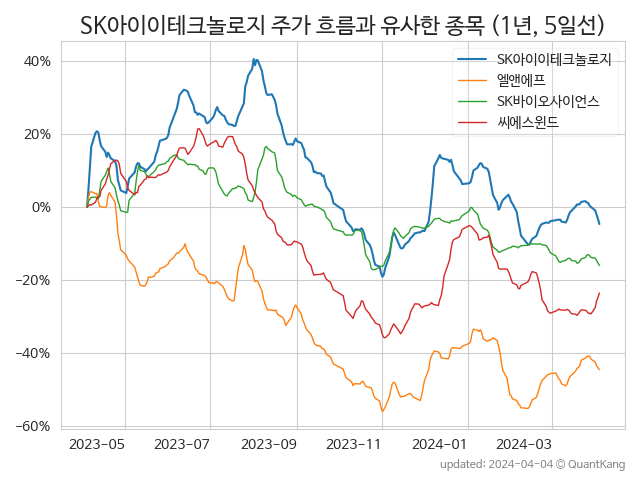 SK아이이테크놀로지 주가 흐름과 유사한 종목 (1년, 5일선)
SK아이이테크놀로지
엘앤에프
SK바이오사이언스
씨에스윈드
40%
20%
0%
−20%
−40%
−60%
2023-05 2023-07 2023-09 2023-11 2024-01 2024-03
updated: 2024-04-04 © QuantKang